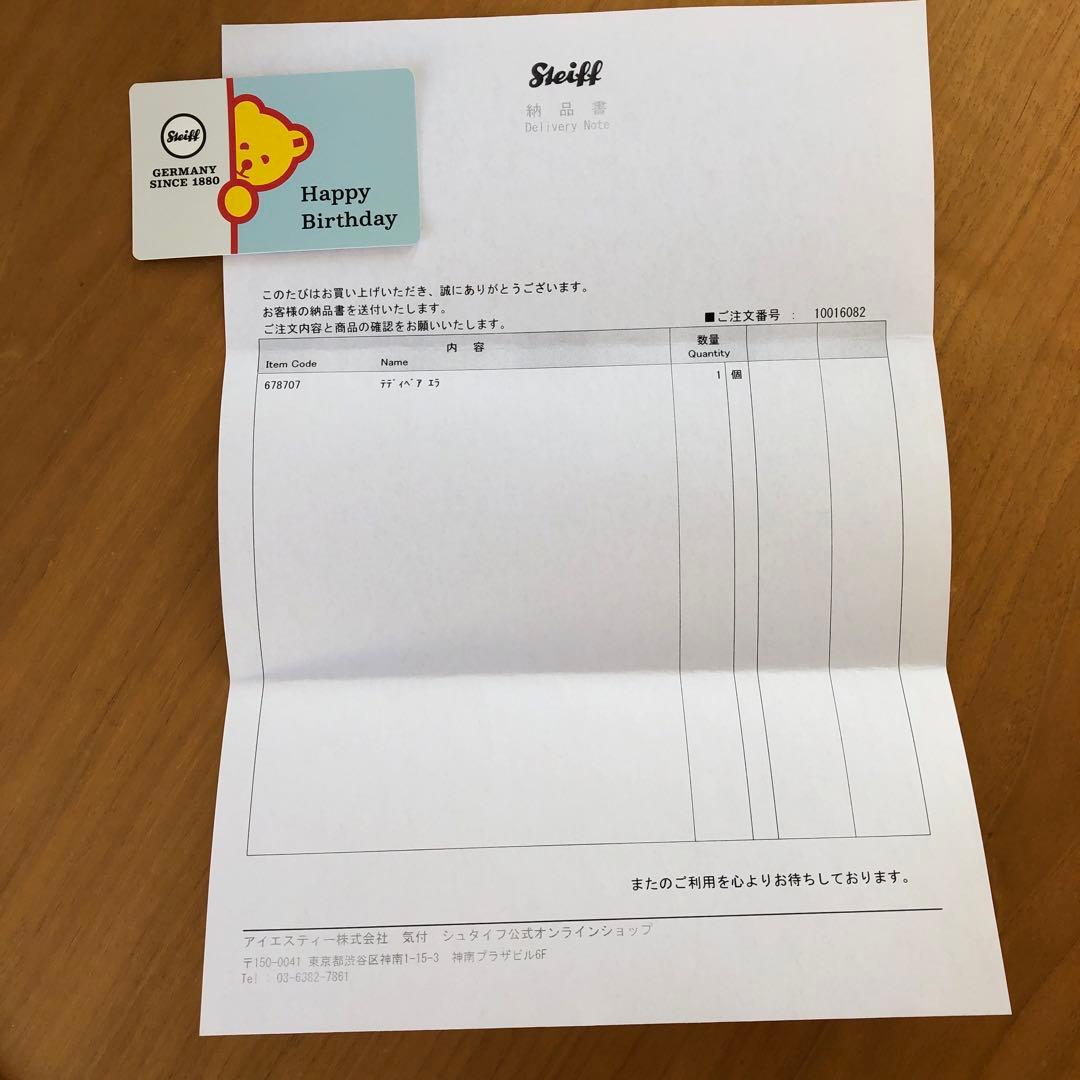 Steiff
GERMANY
SINCE 1880
Happy
Birthday
Steiff
納品書
Delivery Note
このたびはお買い上げいただき、誠にありがとうございます。
お客様の納品書を送付いたします。
ご注文内容と商品の確認をお願いいたします。
■ご注文番号 : 10016082
内 容 数量
Item Code Name Quantity
678707 ﾃﾃﾞｨﾍﾞｱ ｴﾗ 1 個
またのご利用を心よりお待ちしております。
アイエスティー株式会社 気付 シュタイフ公式オンラインショップ
〒150-0041 東京都渋谷区神南1-15-3 神南プラザビル6F
Tel : 03-6382-7861